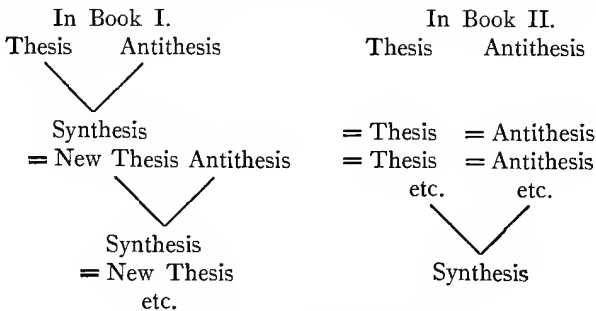 In Book I.
Thesis Antithesis
Synthesis
= New Thesis Antithesis
Synthesis
= New Thesis
etc.
In Book II.
Thesis Antithesis
= Thesis = Antithesis
= Thesis = Antithesis
etc. etc.
Synthesis